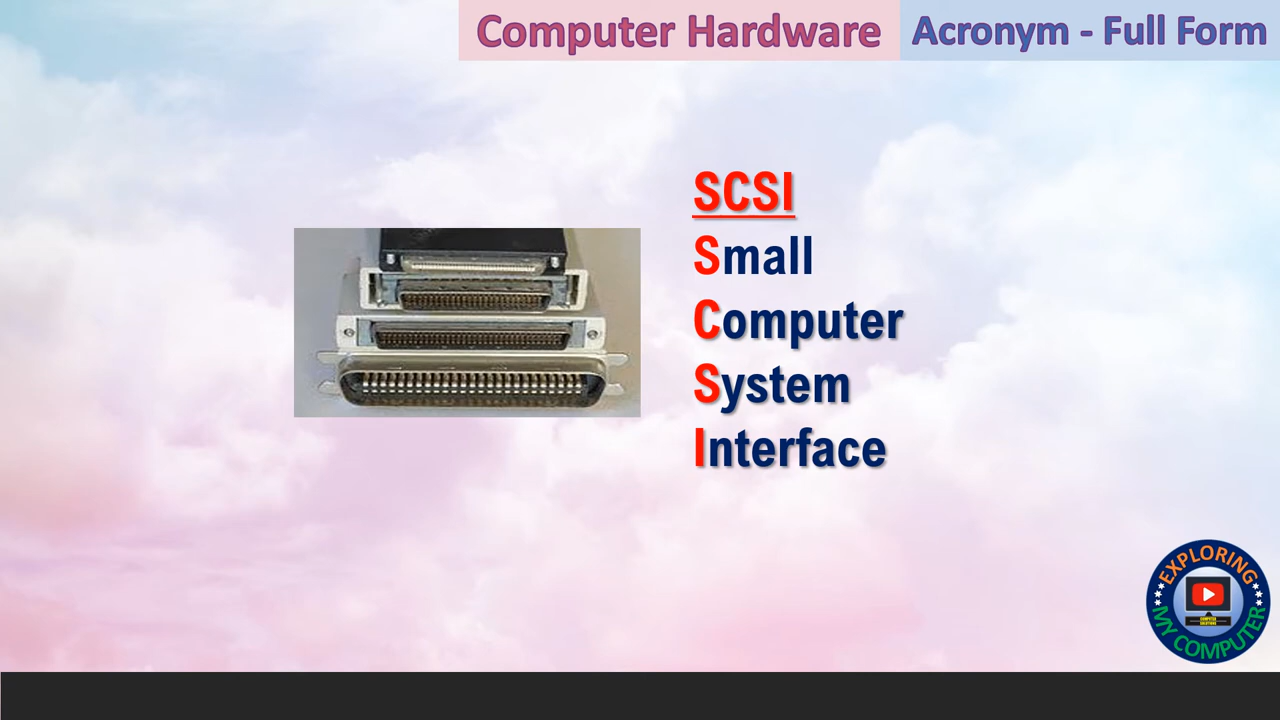 Computer Hardware
Acronym - Full Form
SCSI
Small
Computer
System
Interface
EXPLORING
MY COMPUTER